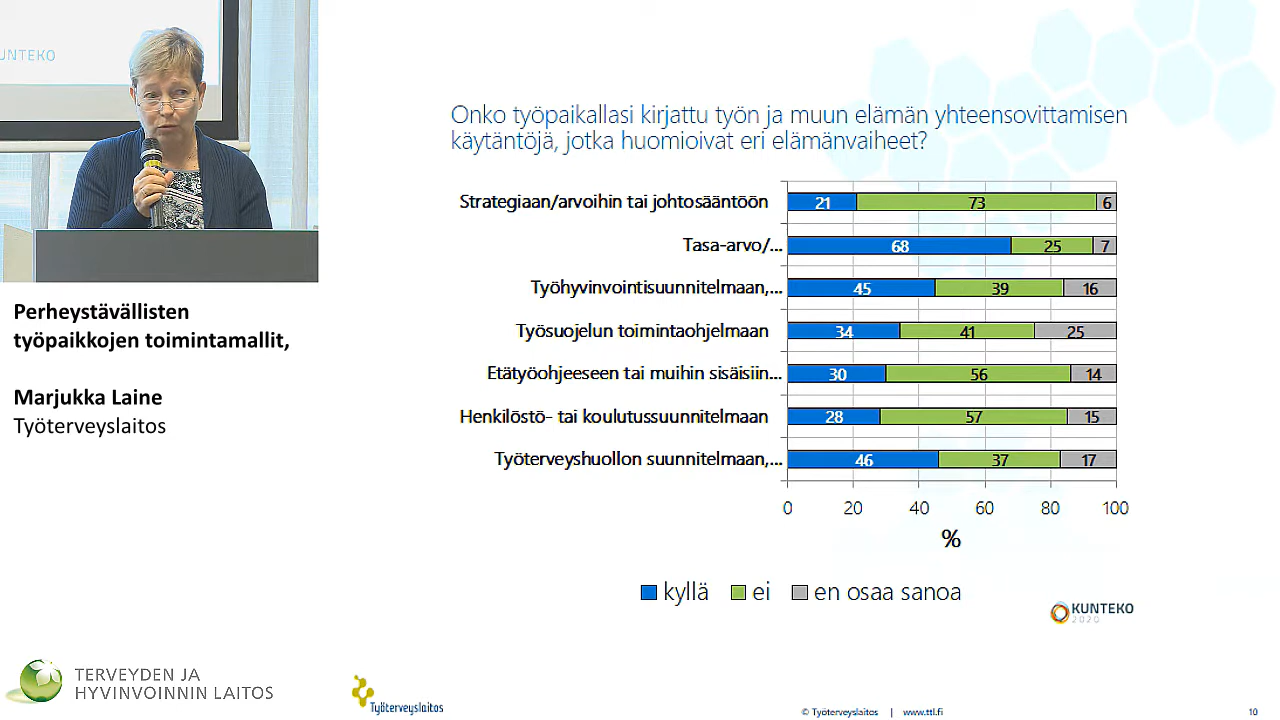 KUNTEKO
Perheystävällisten
työpaikkojen toimintamallit,
Marjukka Laine
Työterveyslaitos
TERVEYDEN JA
HYVINVOINNIN LAITOS
Onko työpaikallasi kirjattu työn ja muun elämän yhteensovittamisen
käytäntöjä, jotka huomioivat eri elämänvaiheet?
Strategiaan/arvoihin tai johtosääntöön 21 73 6
Tasa-arvo/... 68 25 7
Työhyvinvointisuunnitelmaan,... 45 39 16
Työsuojelun toimintaohjelmaan 34 41 25
Etätyöohjeeseen tai muihin sisäisiin... 30 56 14
Henkilöstö- tai koulutussuunnitelmaan 28 57 15
Työterveyshuollon suunnitelmaan,... 46 37 17
0 20 40 60 80 100
%
kyllä ei en osaa sanoa
KUNTEKO
2020
Työterveyslaitos
© Työterveyslaitos | www.ttl.fi
10